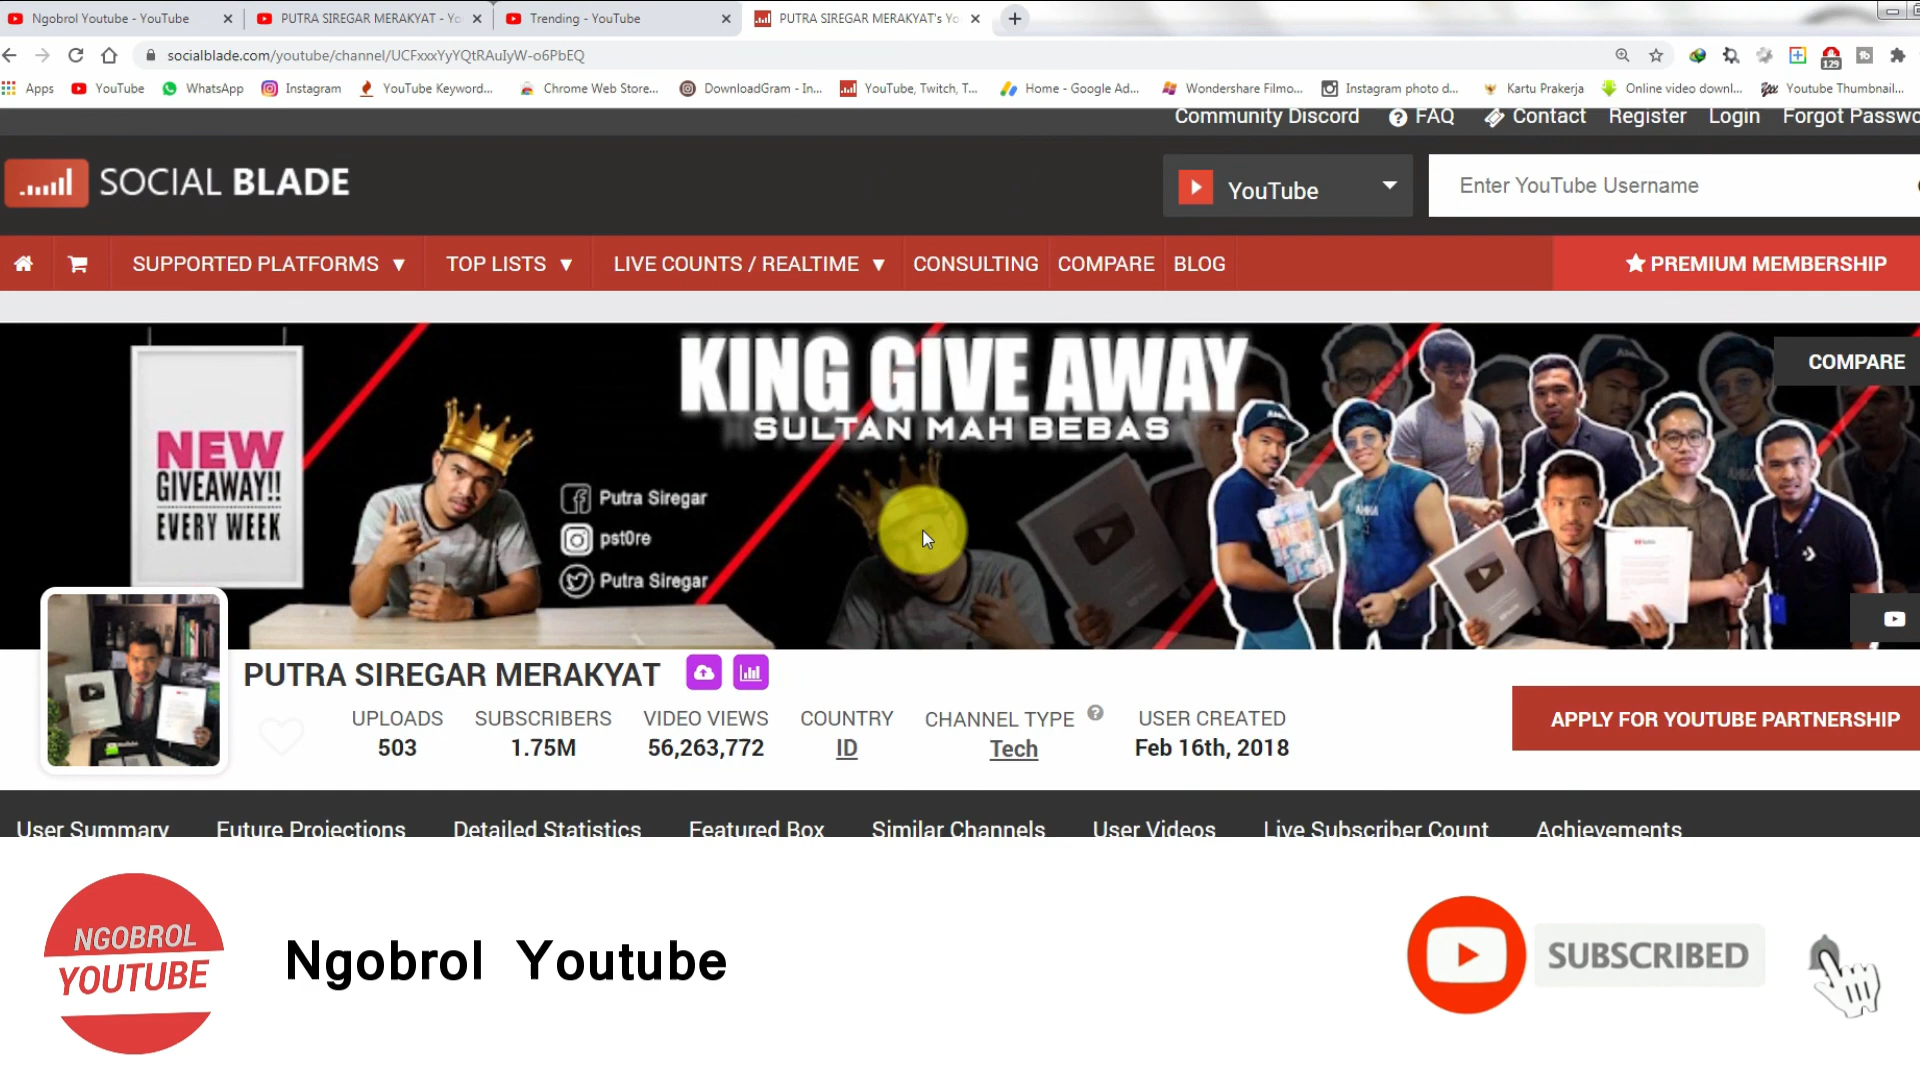 Ngobrol Youtube - YouTube
PUTRA SIREGAR MERAKYAT - Yo
Trending - YouTube
PUTRA SIREGAR MERAKYAT's Yo
socialblade.com/youtube/channel/UCFxxxYyYQtRAuIyW-o6PbEQ
129
Apps YouTube WhatsApp Instagram YouTube Keyword... Chrome Web Store... DownloadGram - In... YouTube, Twitch, T... Home - Google Ad... Wondershare Filmo... Instagram photo d... Kartu Prakerja Online video downl... Youtube Thumbnail...
Community Discord FAQ Contact Register Login Forgot Passwo
SOCIAL BLADE
YouTube
Enter YouTube Username
SUPPORTED PLATFORMS TOP LISTS LIVE COUNTS / REALTIME CONSULTING COMPARE BLOG PREMIUM MEMBERSHIP
KING GIVE AWAY
SULTAN MAH BEBAS
COMPARE
NEW
GIVEAWAY!!
EVERY WEEK
Putra Siregar
pst0re
Putra Siregar
PUTRA SIREGAR MERAKYAT
UPLOADS SUBSCRIBERS VIDEO VIEWS COUNTRY CHANNEL TYPE USER CREATED
503 1.75M 56,263,772 ID Tech Feb 16th, 2018
APPLY FOR YOUTUBE PARTNERSHIP
User Summary Future Projections Detailed Statistics Featured Box Similar Channels User Videos Live Subscriber Count Achievements
NGOBROL
YOUTUBE
Ngobrol Youtube
SUBSCRIBED